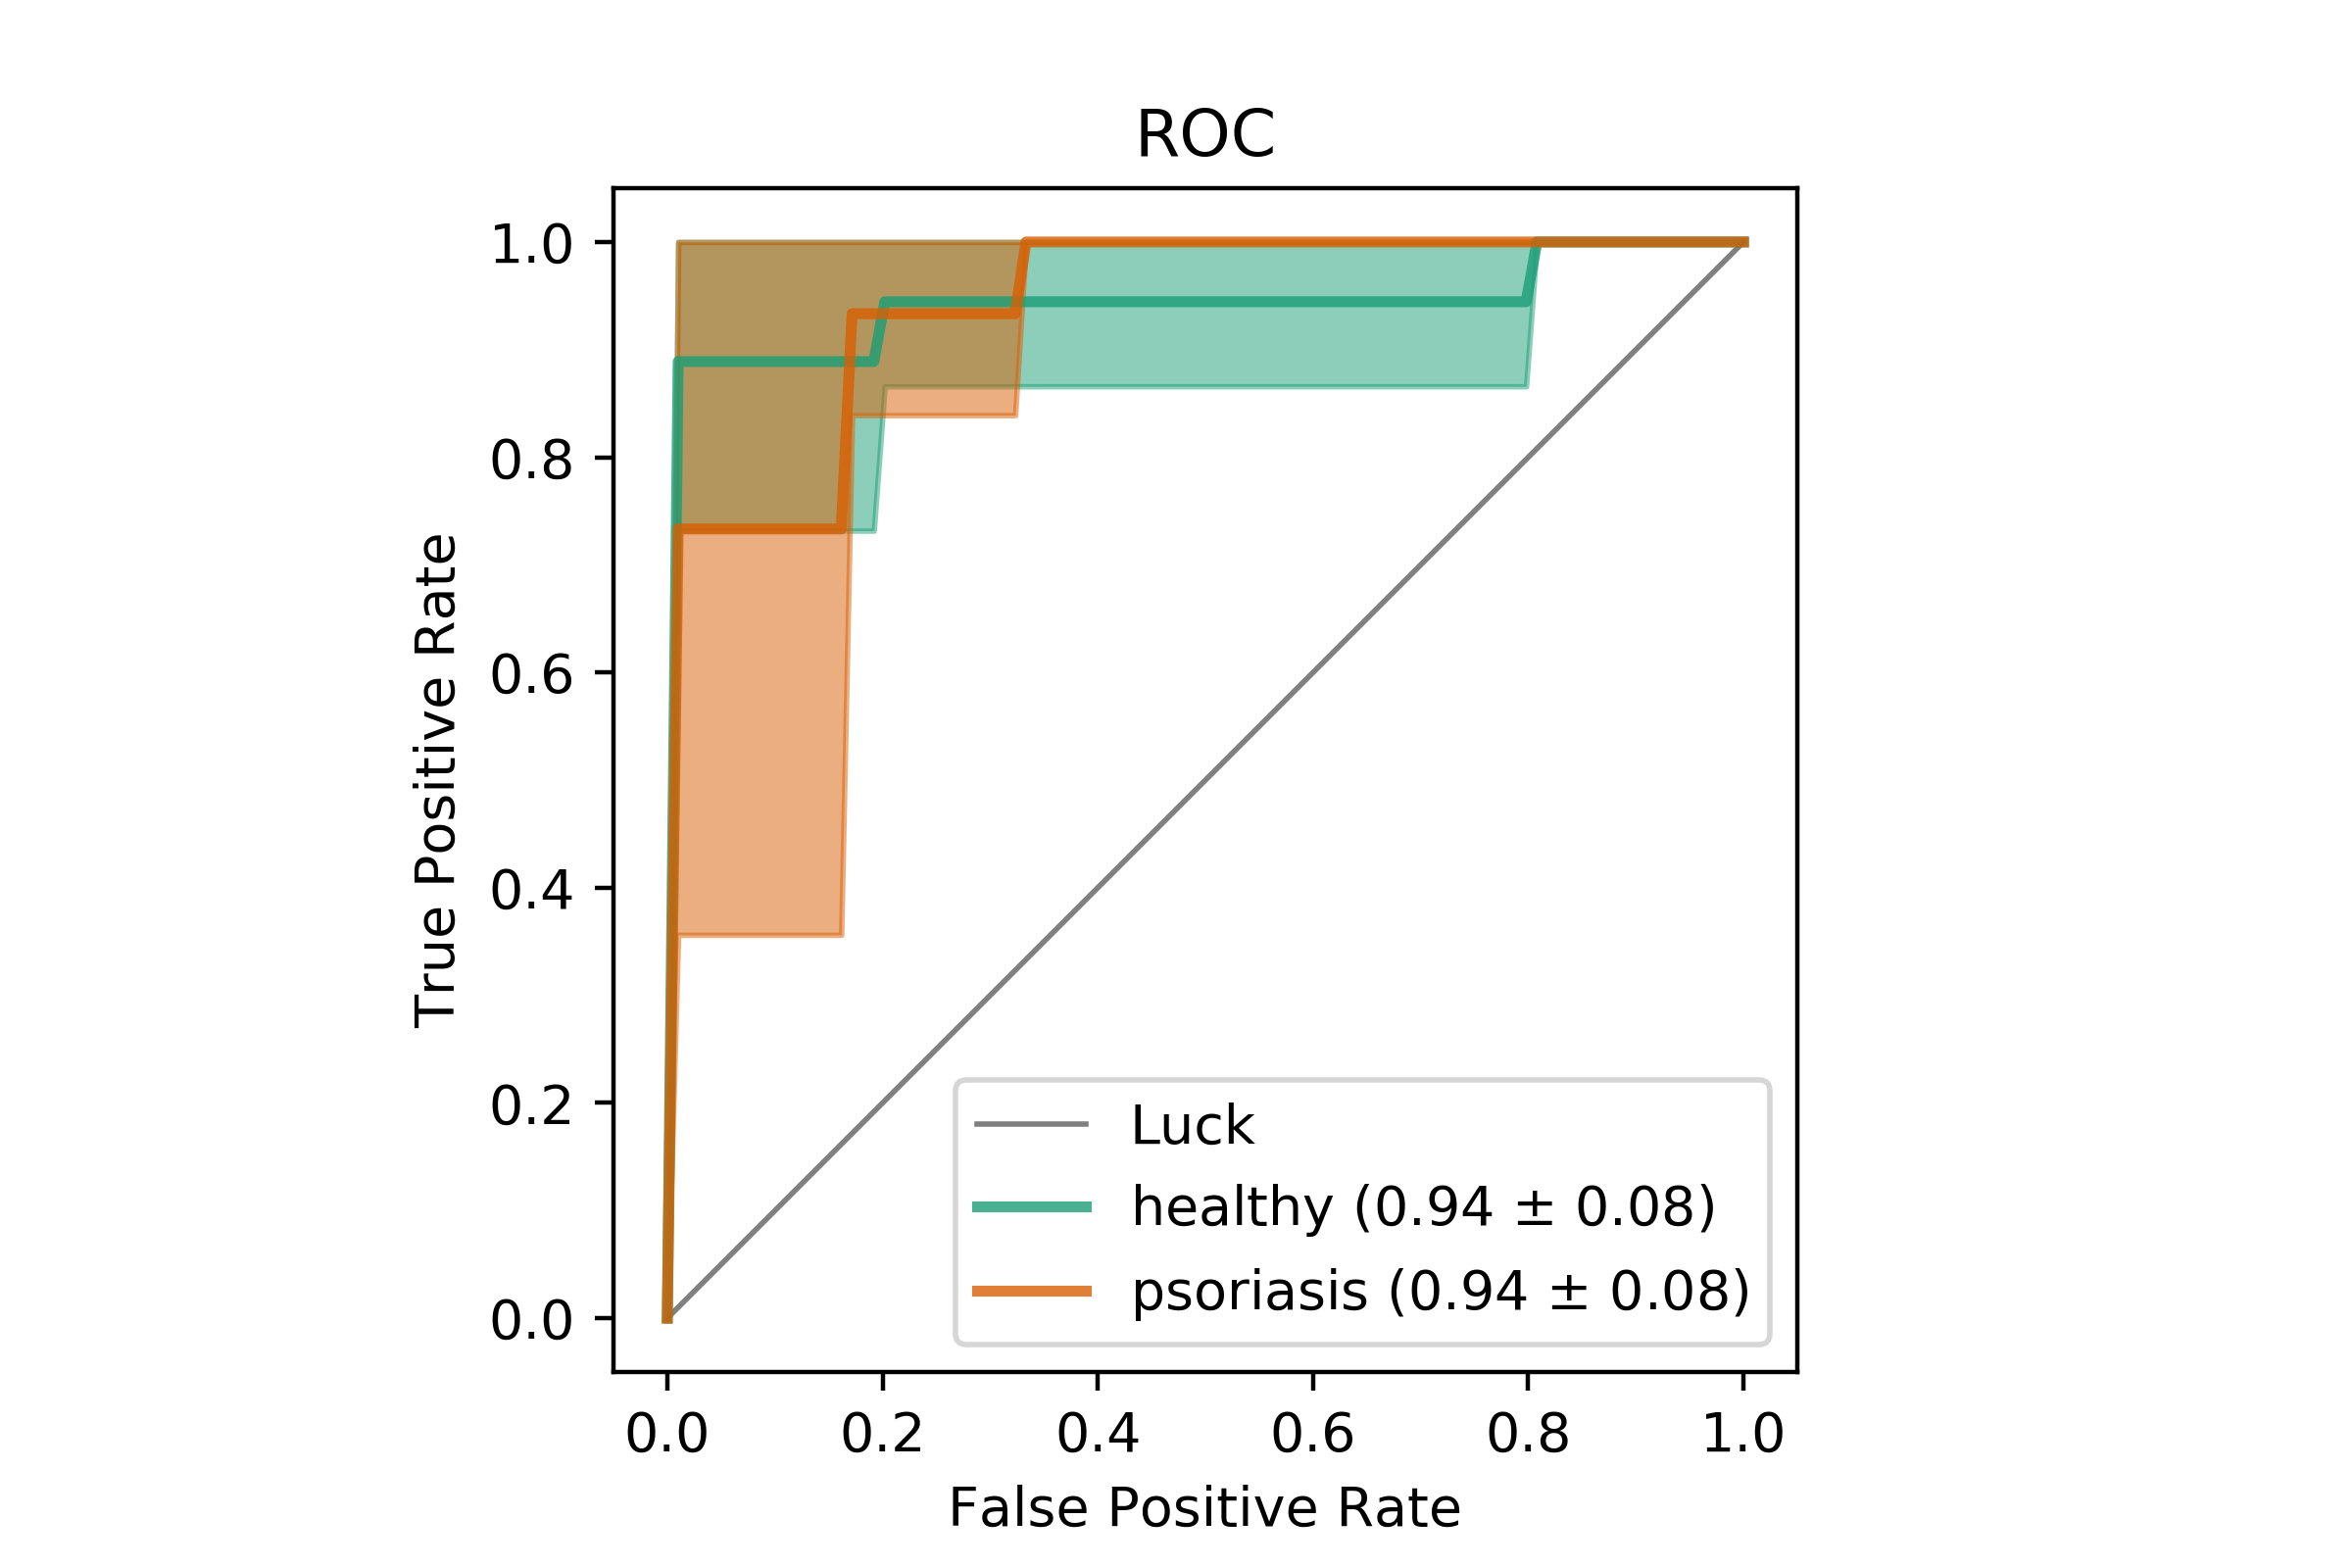 ROC
1.0
0.8
0.6
0.4
0.2
0.0
True Positive Rate
Luck
healthy (0.94 ± 0.08)
psoriasis (0.94 ± 0.08)
0.0 0.2 0.4 0.6 0.8 1.0
False Positive Rate